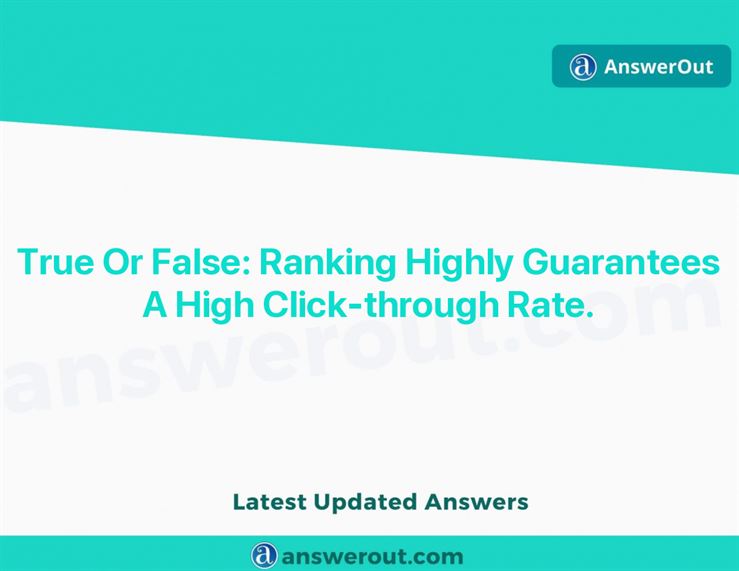 AnswerOut
True Or False: Ranking Highly Guarantees
A High Click-through Rate.
answerout.com
Latest Updated Answers
answerout.com